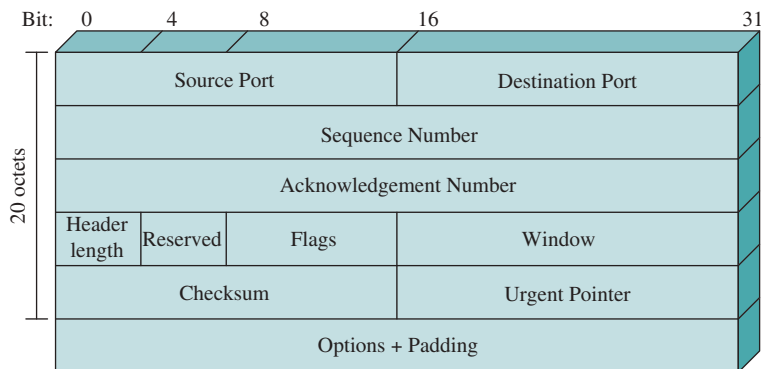 Bit: 0 4 8 16 31
Source Port Destination Port
Sequence Number
Acknowledgement Number
Header length Reserved Flags Window
Checksum Urgent Pointer
Options + Padding
20 octets